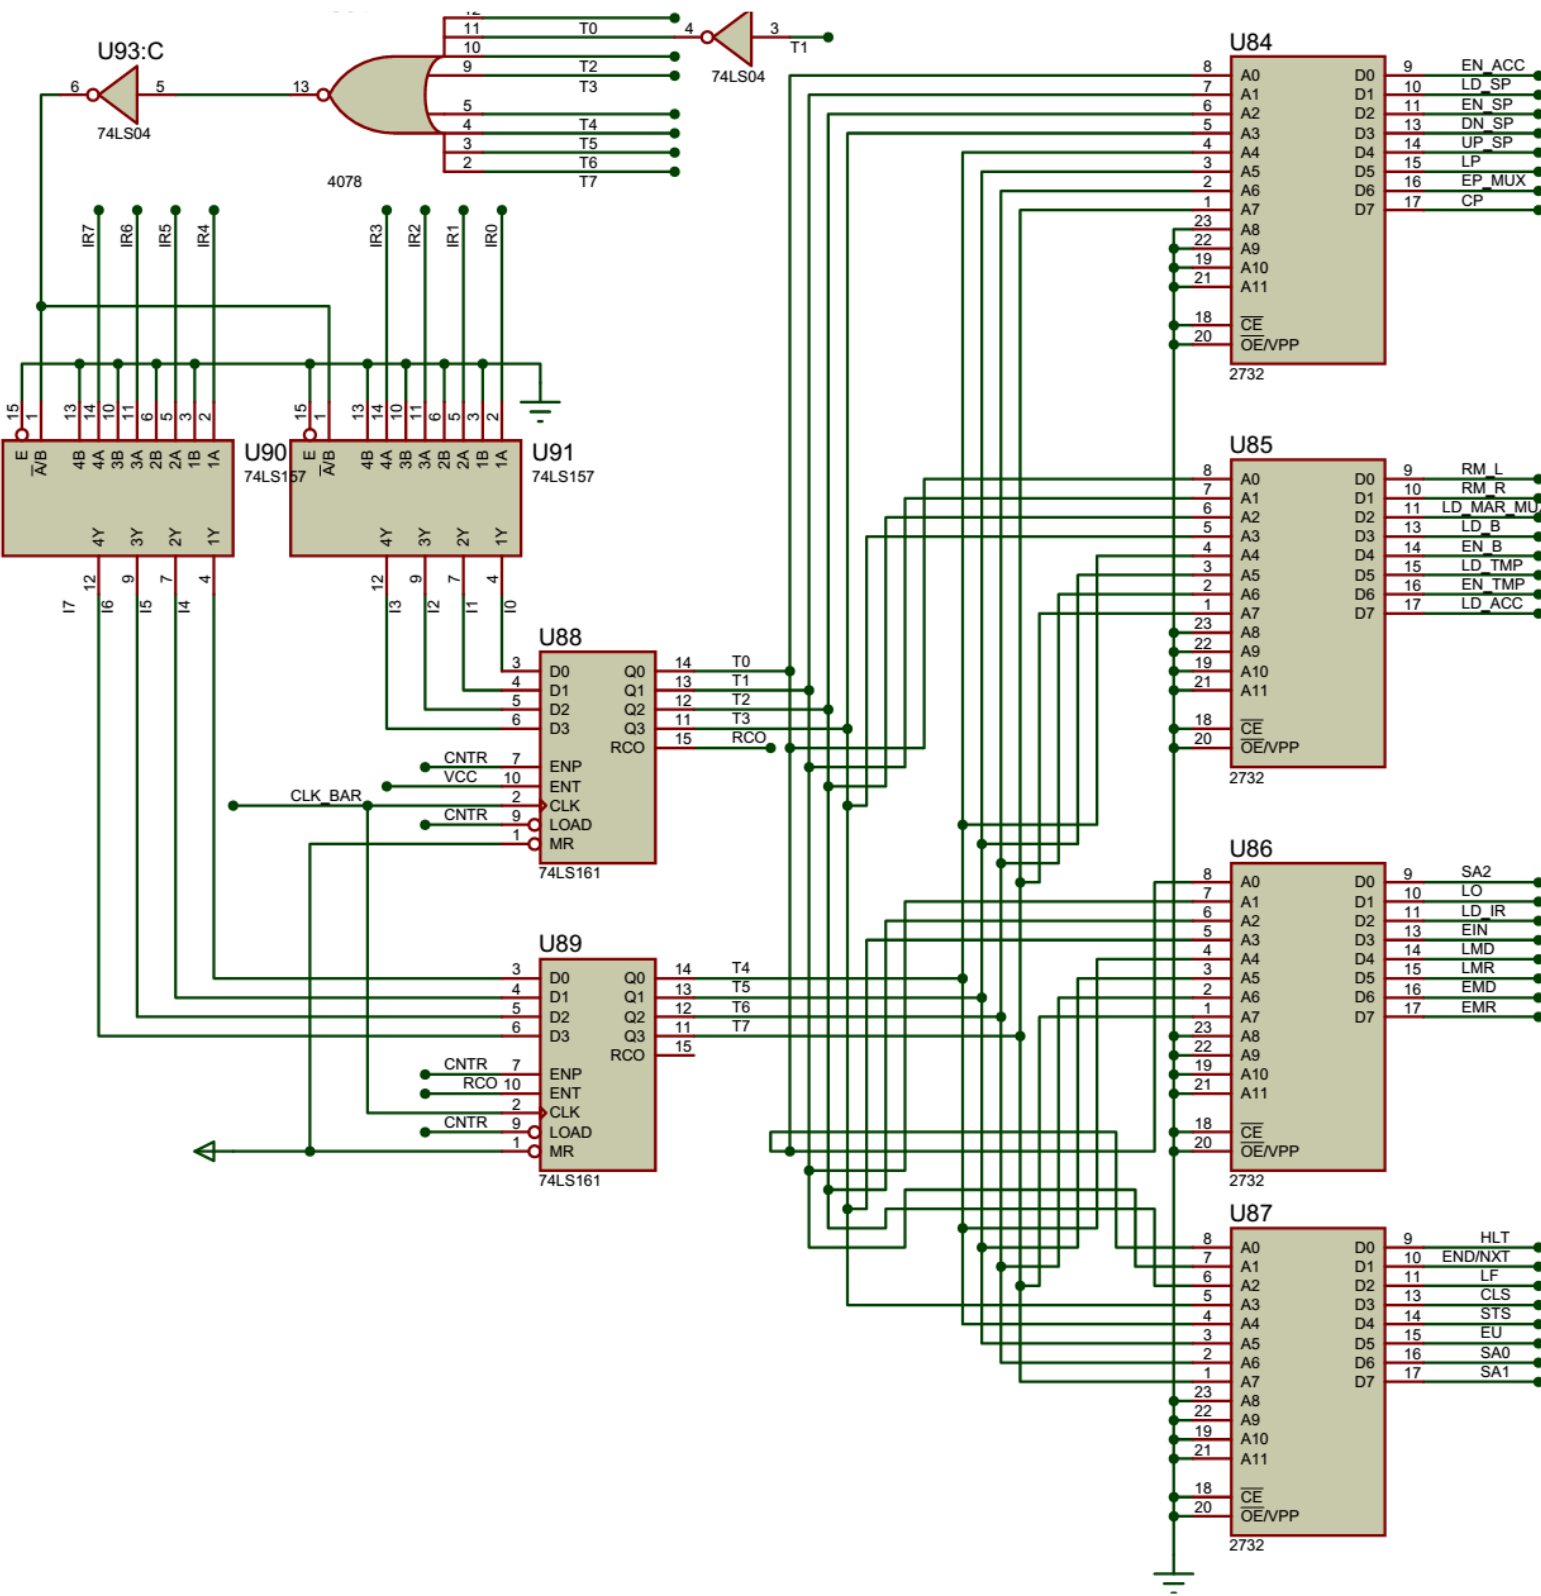 12
11
T0
4
3
T1
74LS04
10
9
T2
T3
5
4
T4
3
T5
2
T6
T7
U93:C
6
5
13
74LS04
4078
IR7
IR6
IR5
IR4
IR3
IR2
IR1
IR0
15
1
13
14
10
11
6
5
3
2
E
A/B
4B
4A
3B
3A
2B
2A
1B
1A
4Y
3Y
2Y
1Y
U90
74LS157
12
9
7
4
I7
I6
I5
I4
15
1
13
14
10
11
6
5
3
2
E
A/B
4B
4A
3B
3A
2B
2A
1B
1A
4Y
3Y
2Y
1Y
U91
74LS157
12
9
7
4
I3
I2
I1
I0
U88
3 D0 Q0 14 T0
4 D1 Q1 13 T1
5 D2 Q2 12 T2
6 D3 Q3 11 T3
RCO 15 RCO
CNTR 7 ENP
VCC 10 ENT
CLK_BAR 2 CLK
CNTR 9 LOAD
1 MR
74LS161
U89
3 D0 Q0 14 T4
4 D1 Q1 13 T5
5 D2 Q2 12 T6
6 D3 Q3 11 T7
RCO 15
CNTR 7 ENP
RCO 10 ENT
2 CLK
CNTR 9 LOAD
1 MR
74LS161
U84
8 A0 D0 9 EN_ACC
7 A1 D1 10 LD_SP
6 A2 D2 11 EN_SP
5 A3 D3 13 DN_SP
4 A4 D4 14 UP_SP
3 A5 D5 15 LP
2 A6 D6 16 EP_MUX
1 A7 D7 17 CP
23 A8
22 A9
19 A10
21 A11
18 CE
20 OE/VPP
2732
U85
8 A0 D0 9 RM_L
7 A1 D1 10 RM_R
6 A2 D2 11 LD_MAR_MU
5 A3 D3 13 LD_B
4 A4 D4 14 EN_B
3 A5 D5 15 LD_TMP
2 A6 D6 16 EN_TMP
1 A7 D7 17 LD_ACC
23 A8
22 A9
19 A10
21 A11
18 CE
20 OE/VPP
2732
U86
8 A0 D0 9 SA2
7 A1 D1 10 LO
6 A2 D2 11 LD_IR
5 A3 D3 13 EIN
4 A4 D4 14 LMD
3 A5 D5 15 LMR
2 A6 D6 16 EMD
1 A7 D7 17 EMR
23 A8
22 A9
19 A10
21 A11
18 CE
20 OE/VPP
2732
U87
8 A0 D0 9 HLT
7 A1 D1 10 END/NXT
6 A2 D2 11 LF
5 A3 D3 13 CLS
4 A4 D4 14 STS
3 A5 D5 15 EU
2 A6 D6 16 SA0
1 A7 D7 17 SA1
23 A8
22 A9
19 A10
21 A11
18 CE
20 OE/VPP
2732